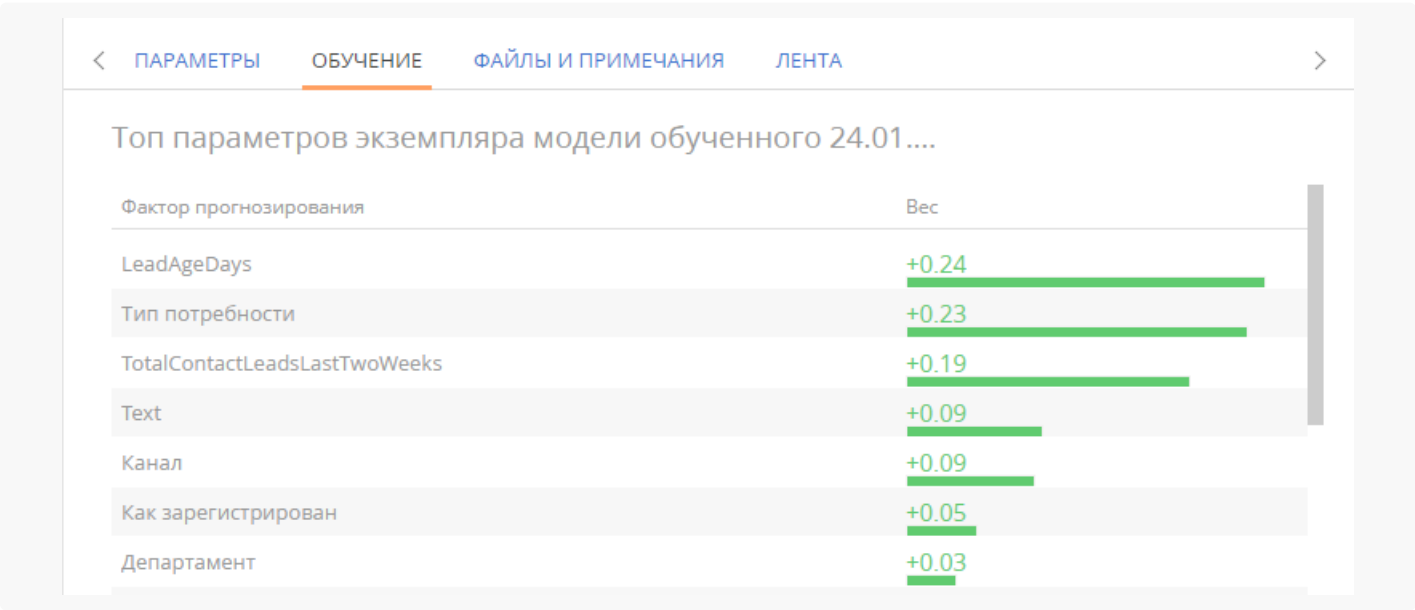 ПАРАМЕТРЫ ОБУЧЕНИЕ ФАЙЛЫ И ПРИМЕЧАНИЯ ЛЕНТА
Топ параметров экземпляра модели обученного 24.01....
Фактор прогнозирования Вес
LeadAgeDays +0.24
Тип потребности +0.23
TotalContactLeadsLastTwoWeeks +0.19
Text +0.09
Канал +0.09
Как зарегистрирован +0.05
Департамент +0.03